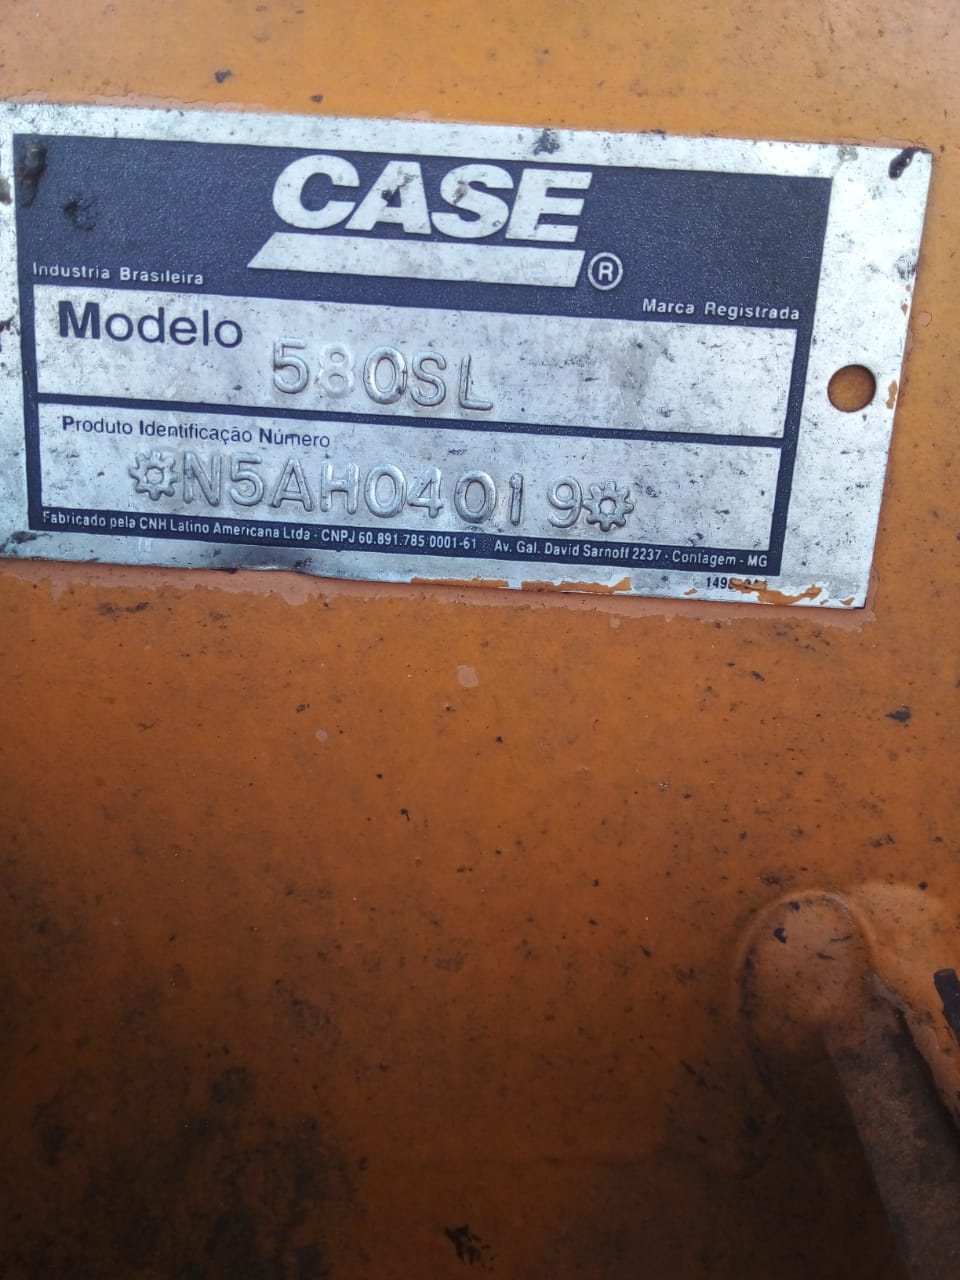 CASE
®
Industria Brasileira
Marca Registrada
Modelo 580SL
Produto Identificação Número
*N5AH04019*
Fabricado pela CNH Latino Americana Ltda - CNPJ 60.891.785.0001-61 Av. Gal. David Sarnoff 2237 - Contagem - MG